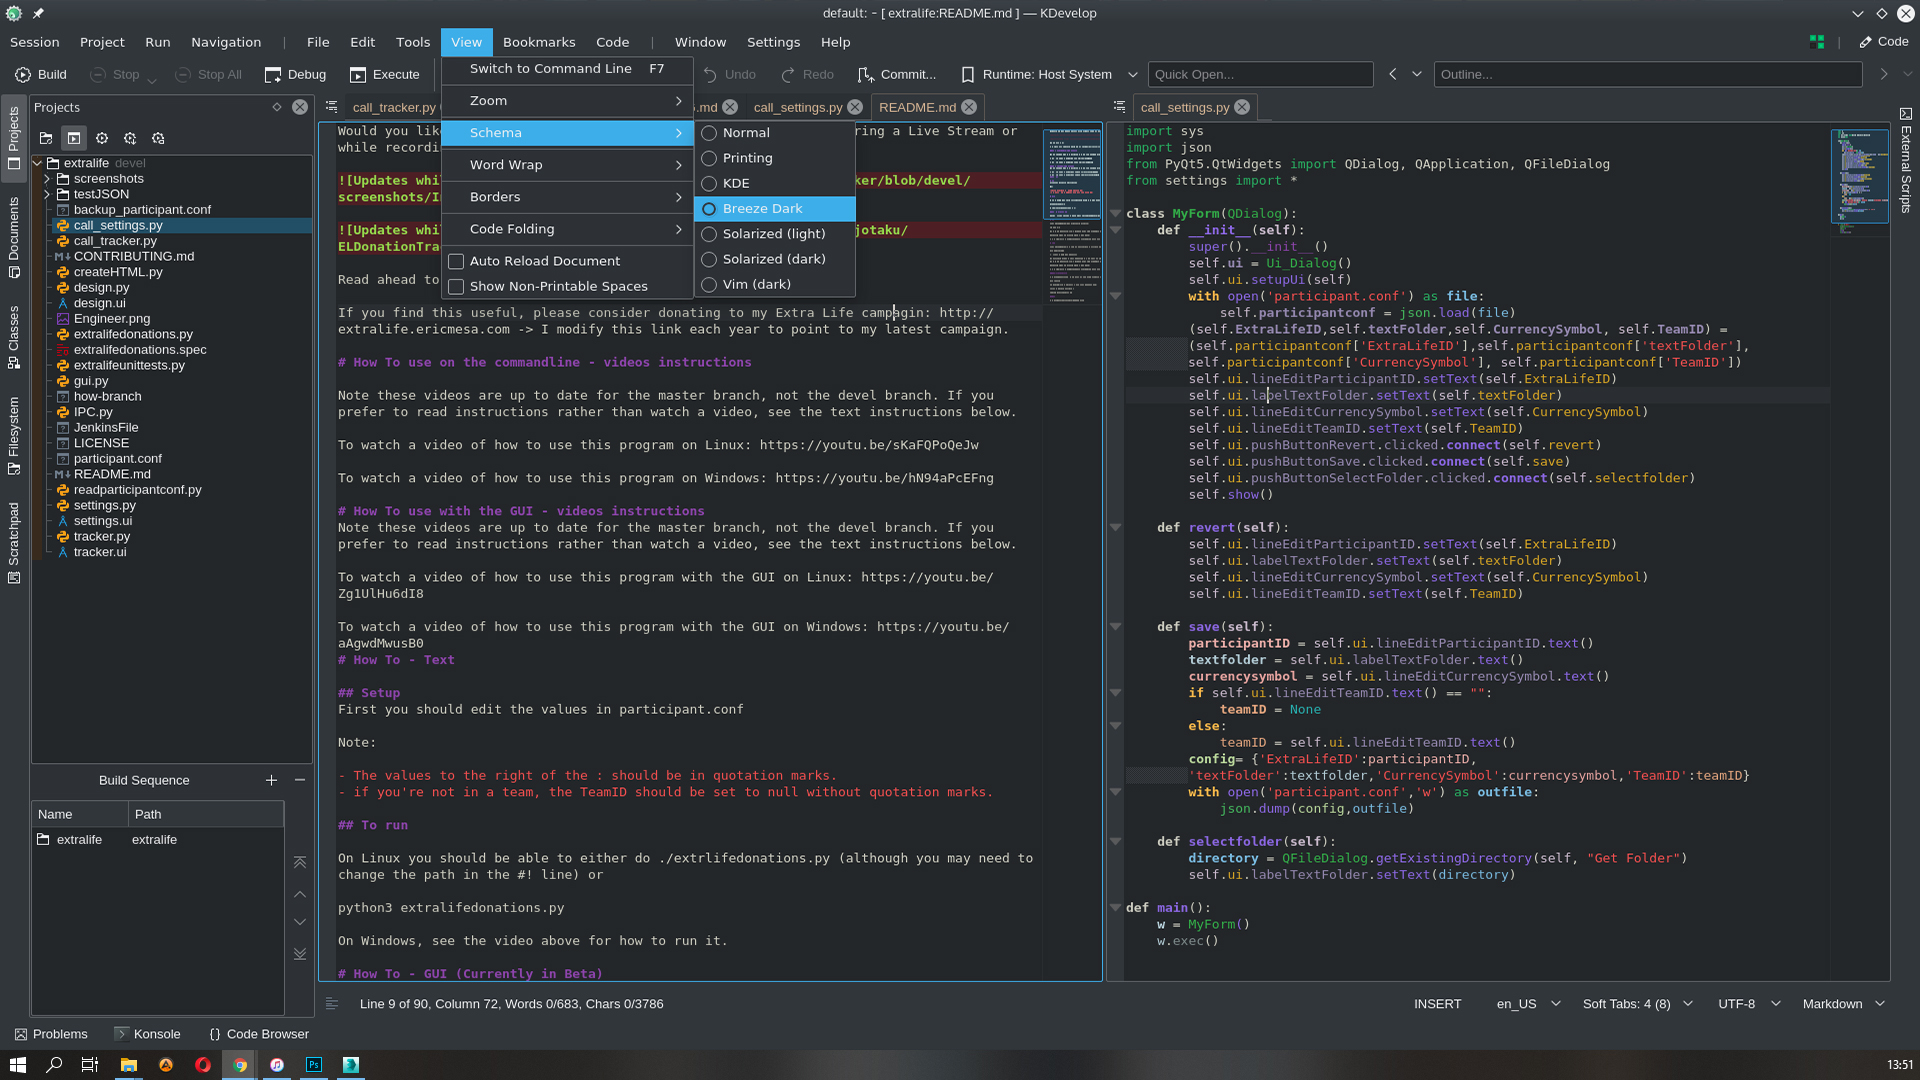 default: - [ extralife:README.md ] — KDevelop
Session Project Run Navigation | File Edit Tools View Bookmarks Code | Window Settings Help Code
Build Stop Stop All Debug Execute Undo Redo Commit... Runtime: Host System Quick Open... Outline...
Switch to Command Line F7
Zoom
Schema
Word Wrap
Borders
Code Folding
Auto Reload Document
Show Non-Printable Spaces
Normal
Printing
KDE
Breeze Dark
Solarized (light)
Solarized (dark)
Vim (dark)
Projects
Documents
Classes
Filesystem
Scratchpad
External Scripts
Projects
extralife devel
screenshots
testJSON
backup_participant.conf
call_settings.py
call_tracker.py
CONTRIBUTING.md
createHTML.py
design.py
design.ui
Engineer.png
extralifedonations.py
extralifedonations.spec
extralifeunittests.py
gui.py
how-branch
IPC.py
JenkinsFile
LICENSE
participant.conf
README.md
readparticipantconf.py
settings.py
settings.ui
tracker.py
tracker.ui
Build Sequence
Name Path
extralife extralife
call_tracker.py .md call_settings.py README.md
Would you lik ring a Live Stream or
while recordi
![Updates whi ker/blob/devel/
screenshots/I
![Updates whi jotaku/
ELDonationTra
Read ahead to
If you find this useful, please consider donating to my Extra Life campagin: http://
extralife.ericmesa.com -> I modify this link each year to point to my latest campaign.
# How To use on the commandline - videos instructions
Note these videos are up to date for the master branch, not the devel branch. If you
prefer to read instructions rather than watch a video, see the text instructions below.
To watch a video of how to use this program on Linux: https://youtu.be/sKaFQPoQeJw
To watch a video of how to use this program on Windows: https://youtu.be/hN94aPcEFng
# How To use with the GUI - videos instructions
Note these videos are up to date for the master branch, not the devel branch. If you
prefer to read instructions rather than watch a video, see the text instructions below.
To watch a video of how to use this program with the GUI on Linux: https://youtu.be/
Zg1UlHu6dI8
To watch a video of how to use this program with the GUI on Windows: https://youtu.be/
aAgwdMwusB0
# How To - Text
## Setup
First you should edit the values in participant.conf
Note:
- The values to the right of the : should be in quotation marks.
- if you're not in a team, the TeamID should be set to null without quotation marks.
## To run
On Linux you should be able to either do ./extrlifedonations.py (although you may need to
change the path in the #! line) or
python3 extralifedonations.py
On Windows, see the video above for how to run it.
# How To - GUI (Currently in Beta)
call_settings.py
import sys
import json
from PyQt5.QtWidgets import QDialog, QApplication, QFileDialog
from settings import *
class MyForm(QDialog):
def __init__(self):
super().__init__()
self.ui = Ui_Dialog()
self.ui.setupUi(self)
with open('participant.conf') as file:
self.participantconf = json.load(file)
(self.ExtraLifeID,self.textFolder,self.CurrencySymbol, self.TeamID) =
(self.participantconf['ExtraLifeID'],self.participantconf['textFolder'],
self.participantconf['CurrencySymbol'], self.participantconf['TeamID'])
self.ui.lineEditParticipantID.setText(self.ExtraLifeID)
self.ui.labelTextFolder.setText(self.textFolder)
self.ui.lineEditCurrencySymbol.setText(self.CurrencySymbol)
self.ui.lineEditTeamID.setText(self.TeamID)
self.ui.pushButtonRevert.clicked.connect(self.revert)
self.ui.pushButtonSave.clicked.connect(self.save)
self.ui.pushButtonSelectFolder.clicked.connect(self.selectfolder)
self.show()
def revert(self):
self.ui.lineEditParticipantID.setText(self.ExtraLifeID)
self.ui.labelTextFolder.setText(self.textFolder)
self.ui.lineEditCurrencySymbol.setText(self.CurrencySymbol)
self.ui.lineEditTeamID.setText(self.TeamID)
def save(self):
participantID = self.ui.lineEditParticipantID.text()
textfolder = self.ui.labelTextFolder.text()
currencysymbol = self.ui.lineEditCurrencySymbol.text()
if self.ui.lineEditTeamID.text() == "":
teamID = None
else:
teamID = self.ui.lineEditTeamID.text()
config= {'ExtraLifeID':participantID,
'textFolder':textfolder,'CurrencySymbol':currencysymbol,'TeamID':teamID}
with open('participant.conf','w') as outfile:
json.dump(config,outfile)
def selectfolder(self):
directory = QFileDialog.getExistingDirectory(self, "Get Folder")
self.ui.labelTextFolder.setText(directory)
def main():
w = MyForm()
w.exec()
Line 9 of 90, Column 72, Words 0/683, Chars 0/3786 INSERT en_US Soft Tabs: 4 (8) UTF-8 Markdown
Problems Konsole Code Browser
Ps
13:51